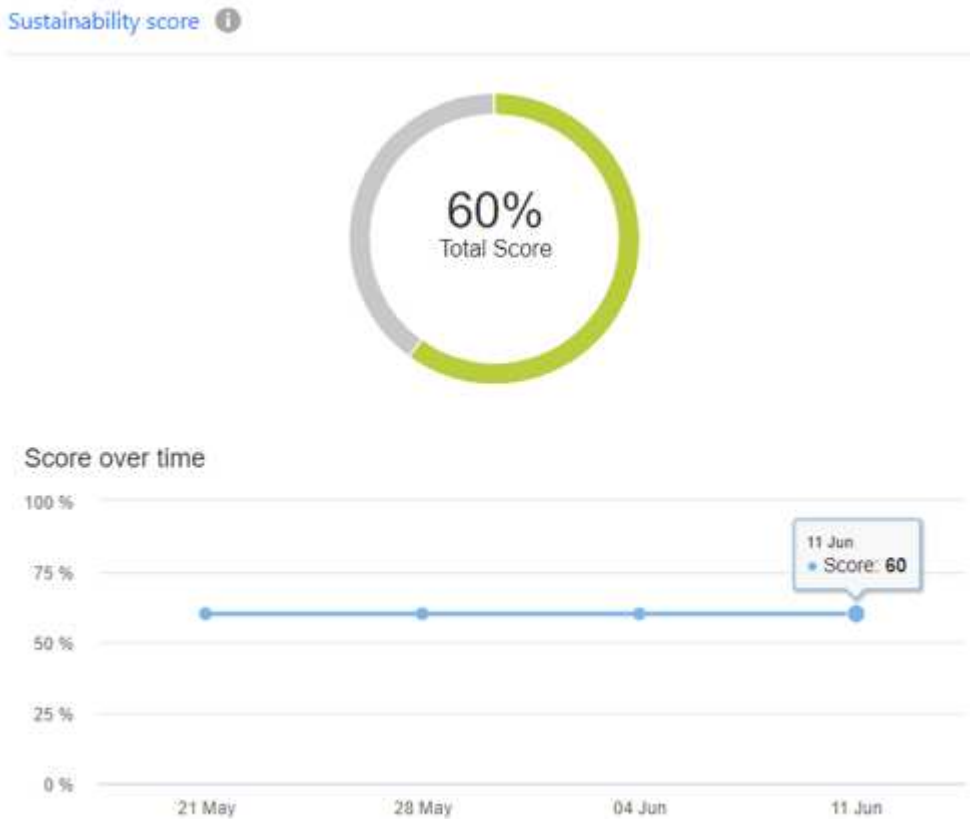 Sustainability score i
60%
Total Score
Score over time
100 %
75 %
50 %
25 %
0 %
11 Jun
• Score: 60
21 May 28 May 04 Jun 11 Jun